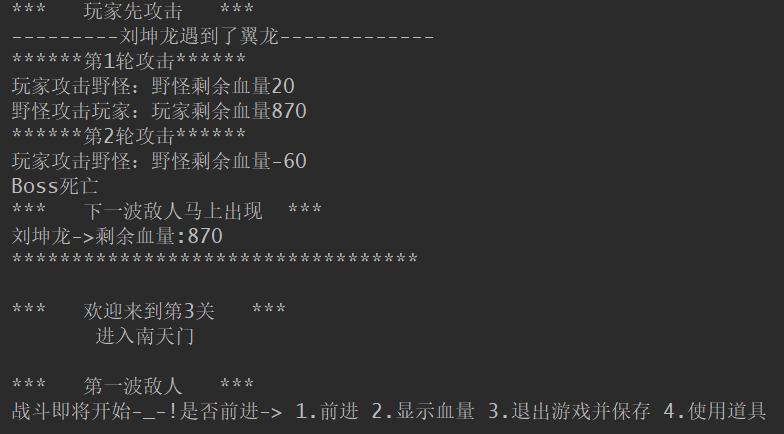 ***   玩家先攻击   ***
---------刘坤龙遇到了翼龙-------------
******第1轮攻击******
玩家攻击野怪：野怪剩余血量20
野怪攻击玩家：玩家剩余血量870
******第2轮攻击******
玩家攻击野怪：野怪剩余血量-60
Boss死亡
***   下一波敌人马上出现  ***
刘坤龙->剩余血量:870
**********************************
***   欢迎来到第3关   ***
进入南天门
***   第一波敌人   ***
战斗即将开始-_-!是否前进-> 1.前进 2.显示血量 3.退出游戏并保存 4.使用道具